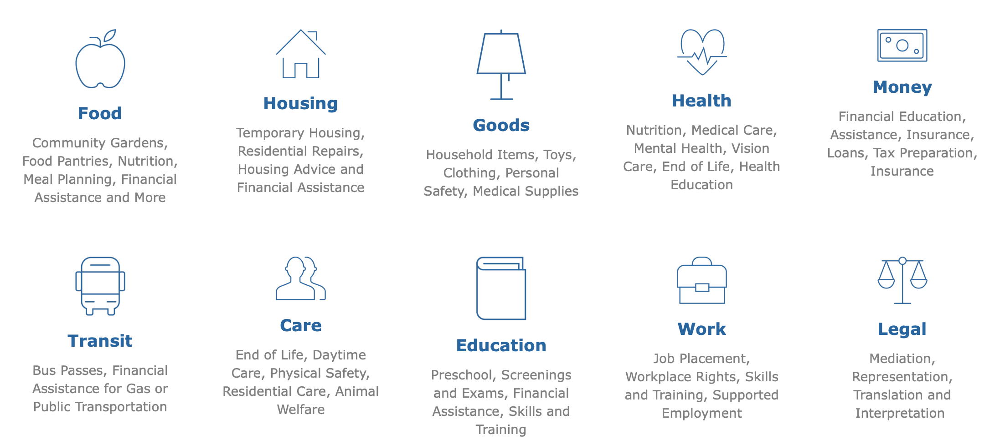 Food
Community Gardens,
Food Pantries, Nutrition,
Meal Planning, Financial
Assistance and More
Housing
Temporary Housing,
Residential Repairs,
Housing Advice and
Financial Assistance
Goods
Household Items, Toys,
Clothing, Personal
Safety, Medical Supplies
Health
Nutrition, Medical Care,
Mental Health, Vision
Care, End of Life, Health
Education
Money
Financial Education,
Assistance, Insurance,
Loans, Tax Preparation,
Insurance
Transit
Bus Passes, Financial
Assistance for Gas or
Public Transportation
Care
End of Life, Daytime
Care, Physical Safety,
Residential Care, Animal
Welfare
Education
Preschool, Screenings
and Exams, Financial
Assistance, Skills and
Training
Work
Job Placement,
Workplace Rights, Skills
and Training, Supported
Employment
Legal
Mediation,
Representation,
Translation and
Interpretation